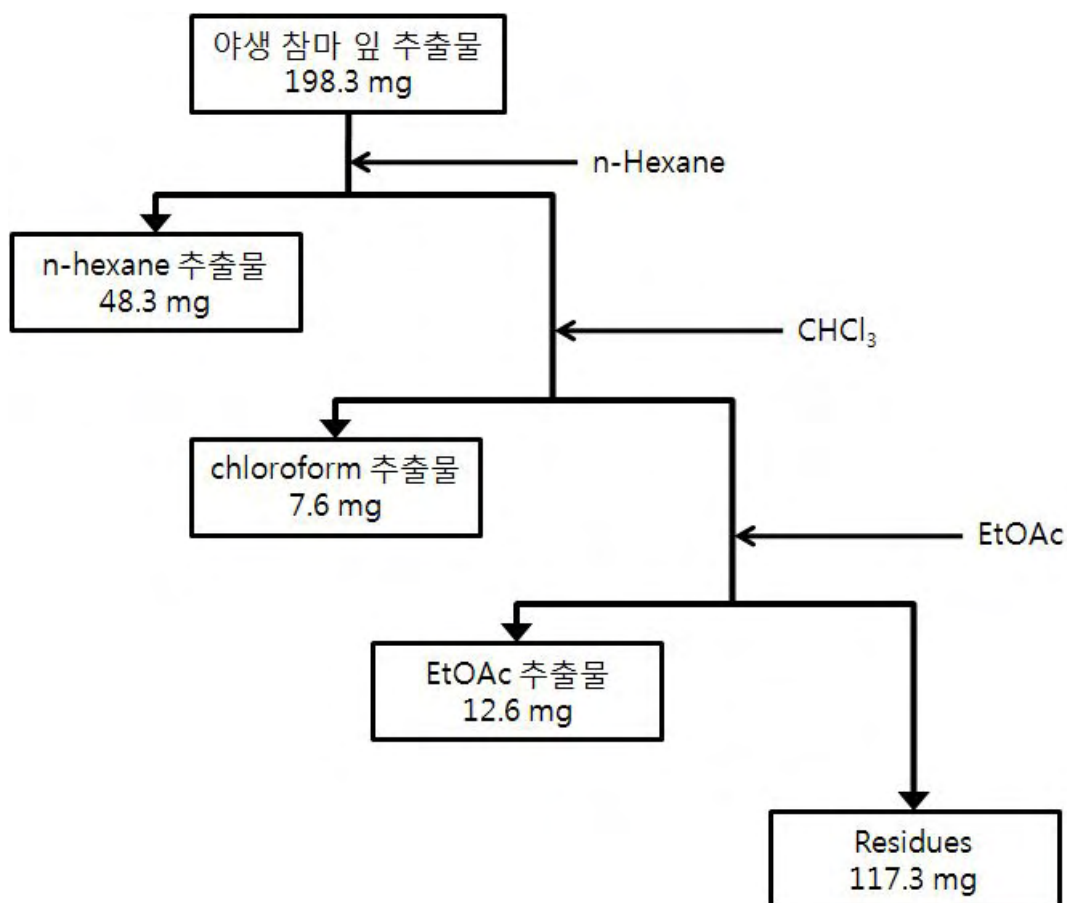 야생 참마 잎 추출물
198.3 mg
n-Hexane
n-hexane 추출물
48.3 mg
CHCl₃
chloroform 추출물
7.6 mg
EtOAc
EtOAc 추출물
12.6 mg
Residues
117.3 mg